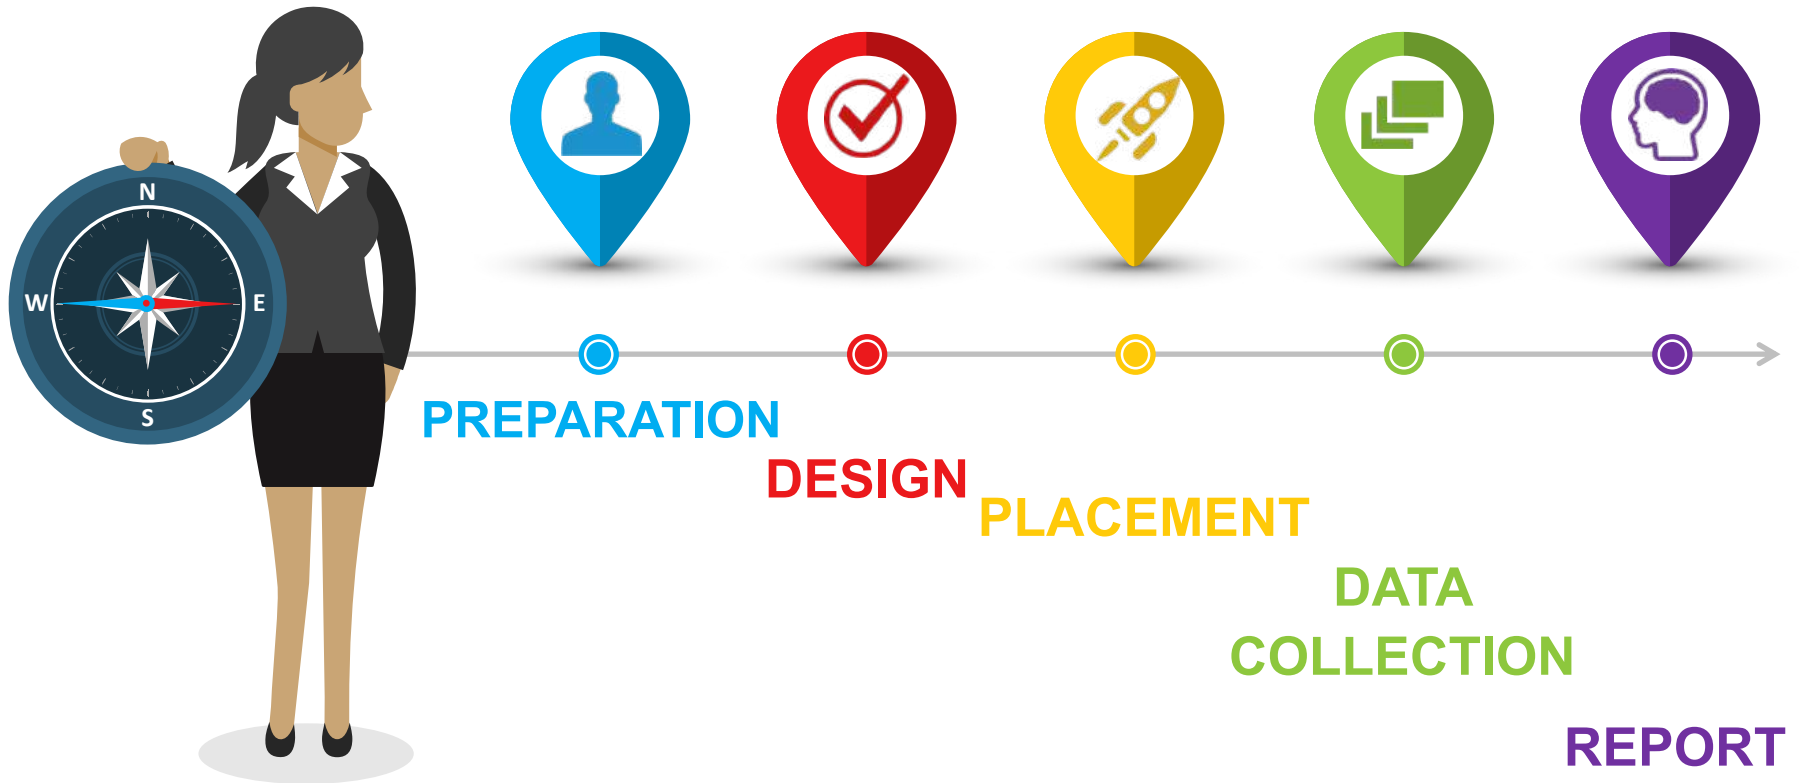 N
W
E
S
PREPARATION
DESIGN
PLACEMENT
DATA
COLLECTION
REPORT